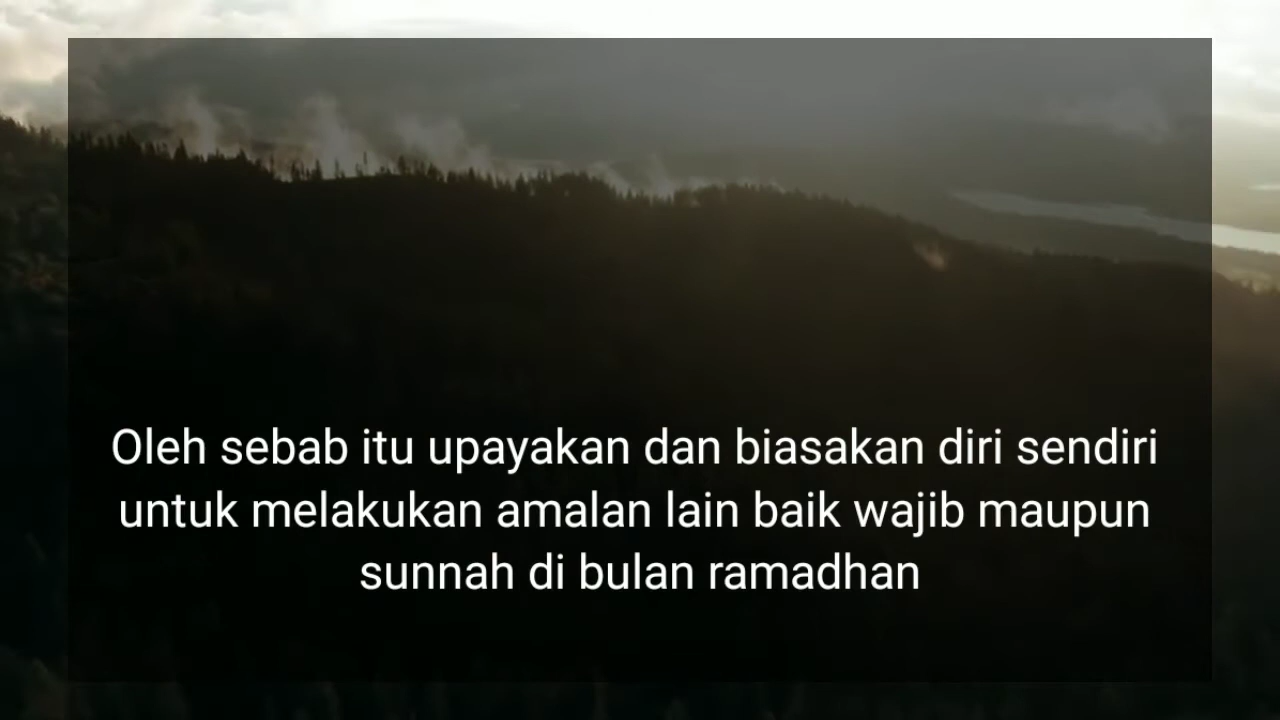 Oleh sebab itu upayakan dan biasakan diri sendiri
untuk melakukan amalan lain baik wajib maupun
sunnah di bulan ramadhan